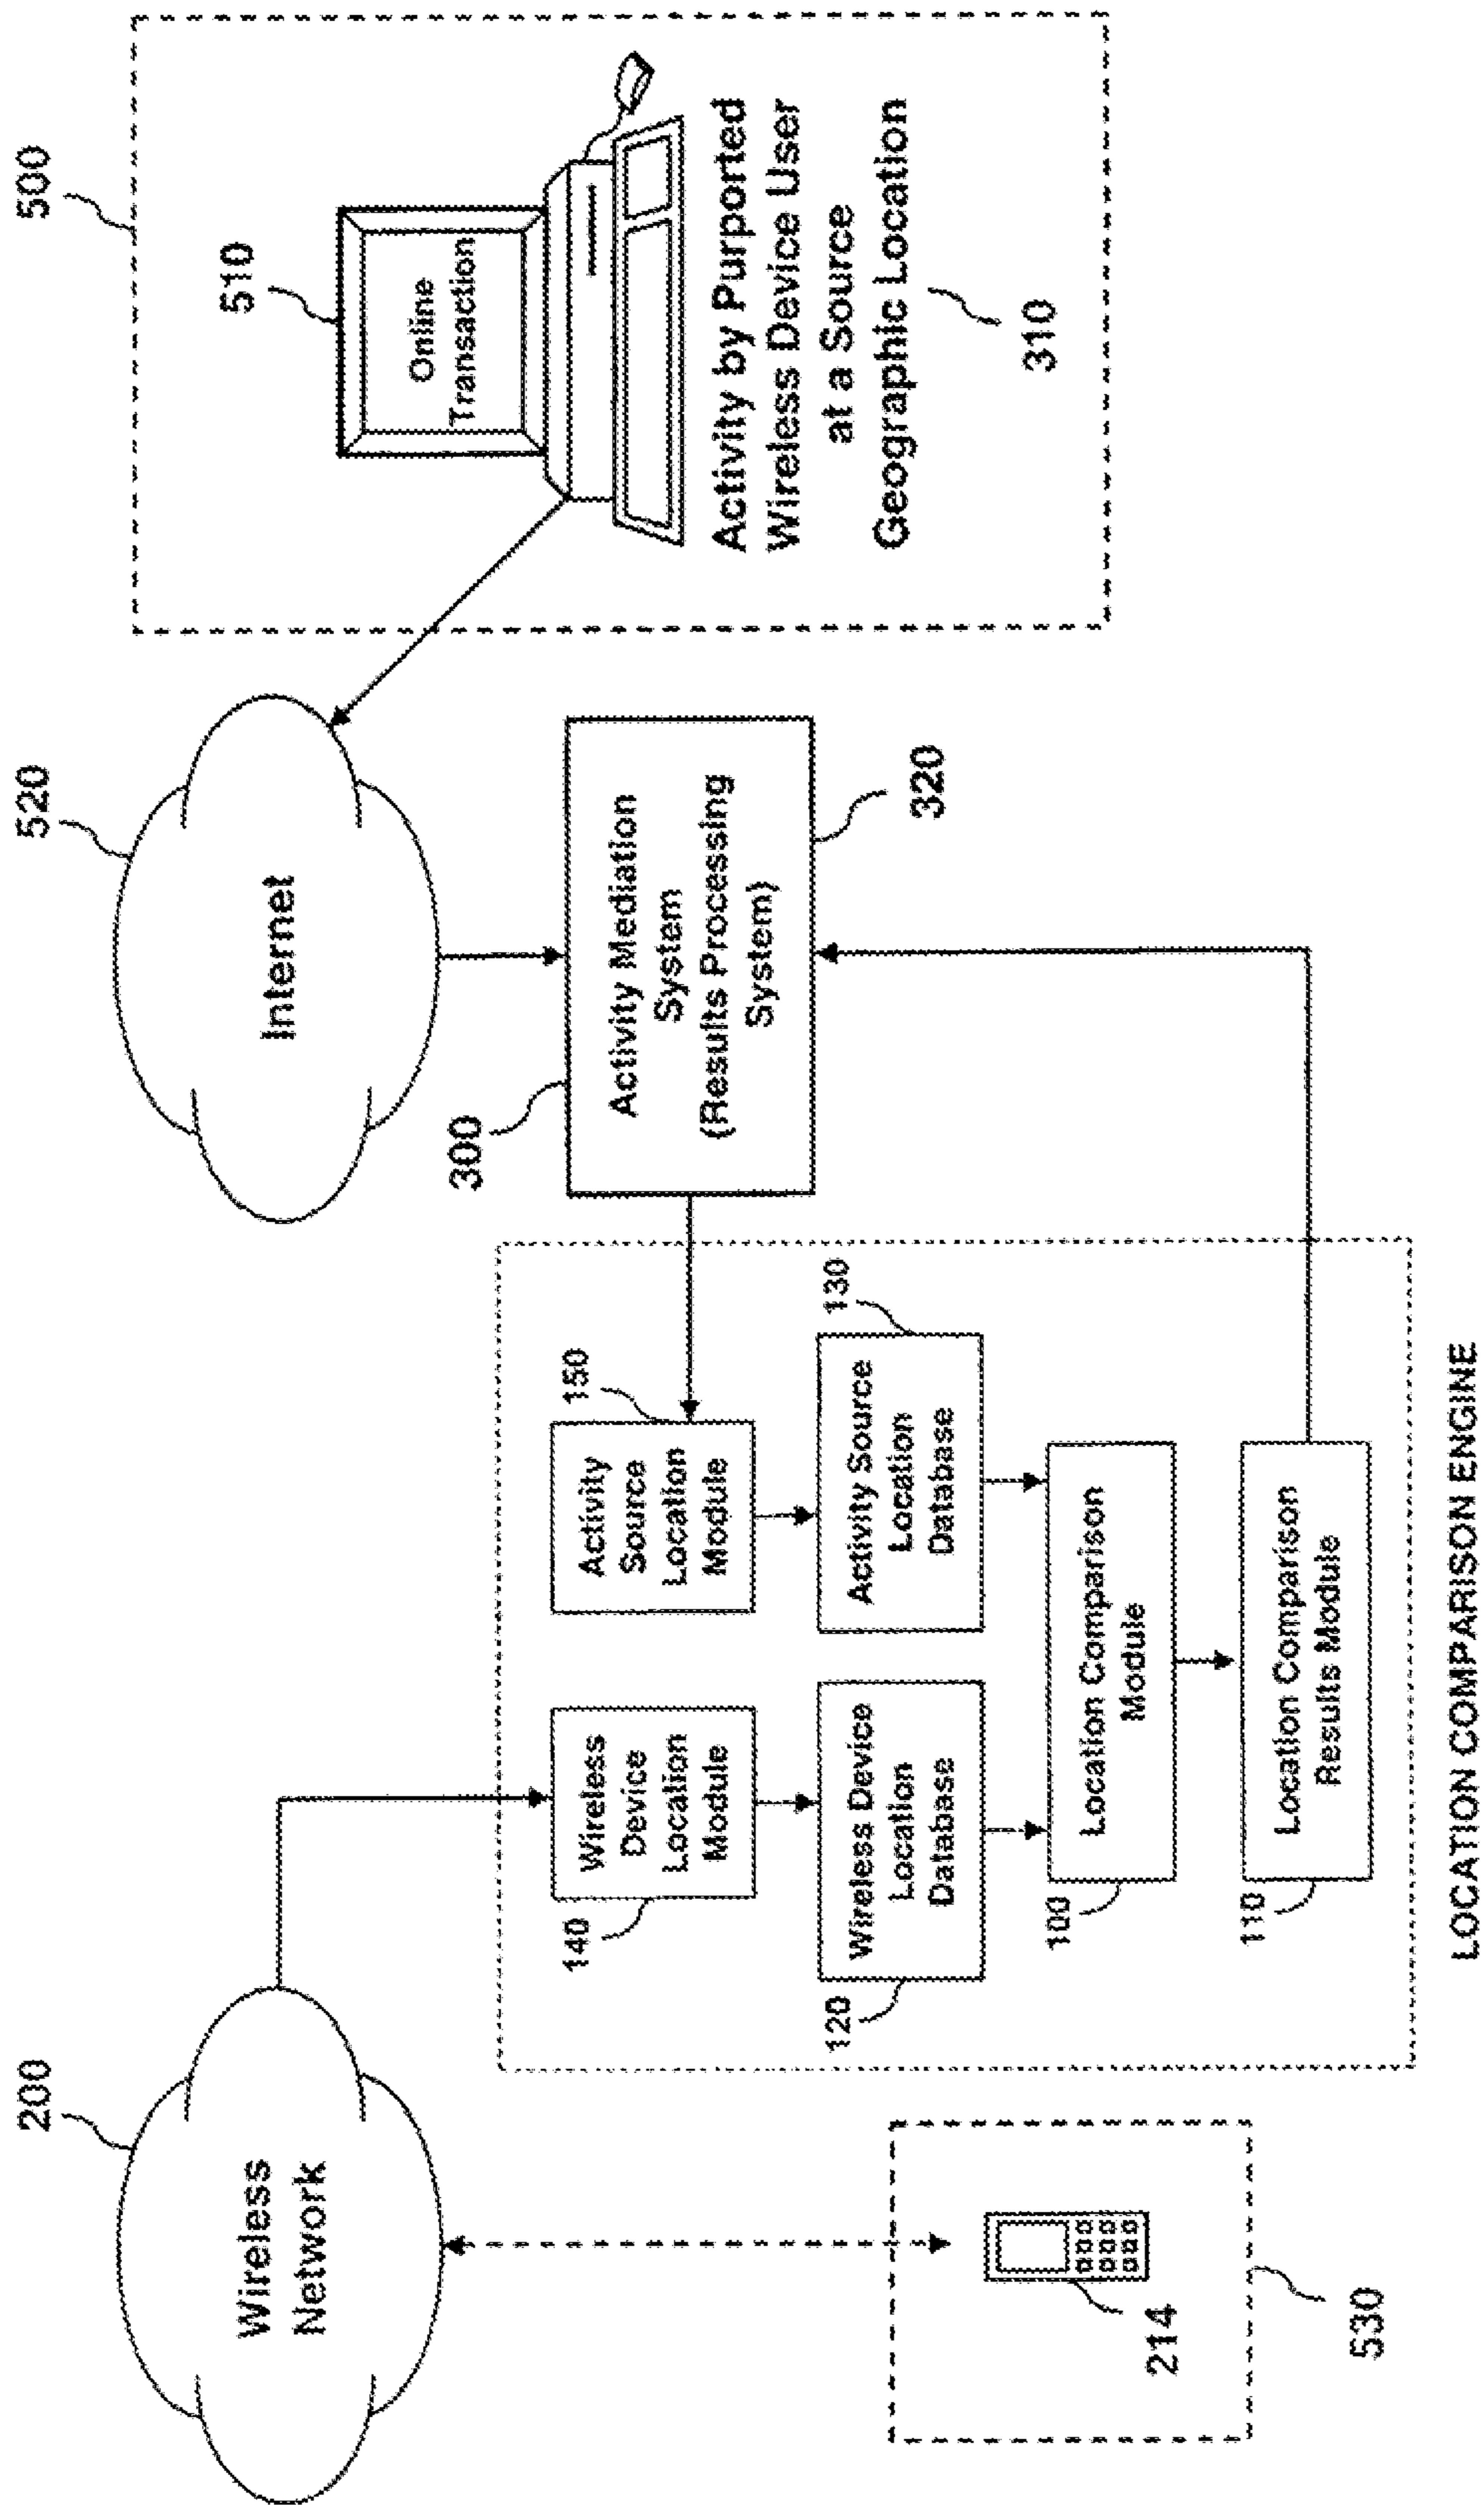 200
Wireless
Network
520
Internet
500
510
Online
Transaction
Activity by Purported
Wireless Device User
at a Source
Geographic Location
310
300
Activity Mediation
System
(Results Processing
System)
320
140
Wireless
Device
Location
Module
150
Activity
Source
Location
Module
120
Wireless Device
Location
Database
130
Activity Source
Location
Database
100
Location Comparison
Module
110
Location Comparison
Results Module
214
530
LOCATION COMPARISON ENGINE